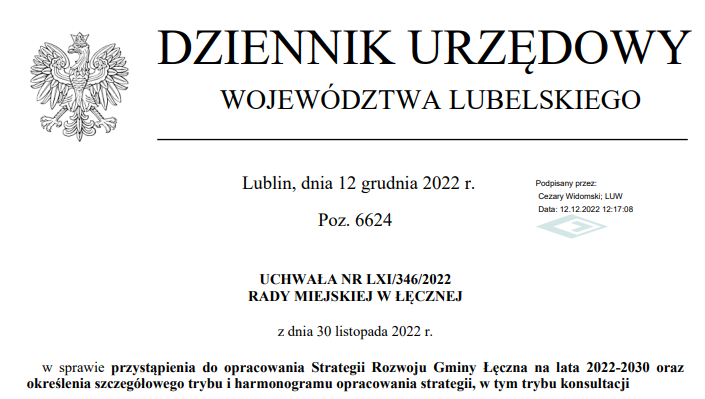 DZIENNIK URZĘDOWY
WOJEWÓDZTWA LUBELSKIEGO
Lublin, dnia 12 grudnia 2022 r.
Podpisany przez:
Cezary Widomski; LUW
Data: 12.12.2022 12:17:08
Poz. 6624
UCHWAŁA NR LXI/346/2022
RADY MIEJSKIEJ W ŁĘCZNEJ
z dnia 30 listopada 2022 r.
w sprawie przystąpienia do opracowania Strategii Rozwoju Gminy Łęczna na lata 2022-2030 oraz
określenia szczegółowego trybu i harmonogramu opracowania strategii, w tym trybu konsultacji